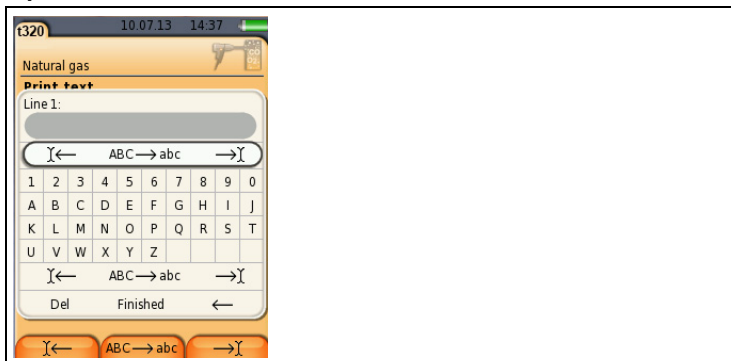 t320 10.07.13 14:37
Natural gas
Print text
Line 1:
ABC→abc
1 2 3 4 5 6 7 8 9 0
A B C D E F G H I J
K L M N O P Q R S T
U V W X Y Z
ABC→abc
Del Finished ←
ABC→abc